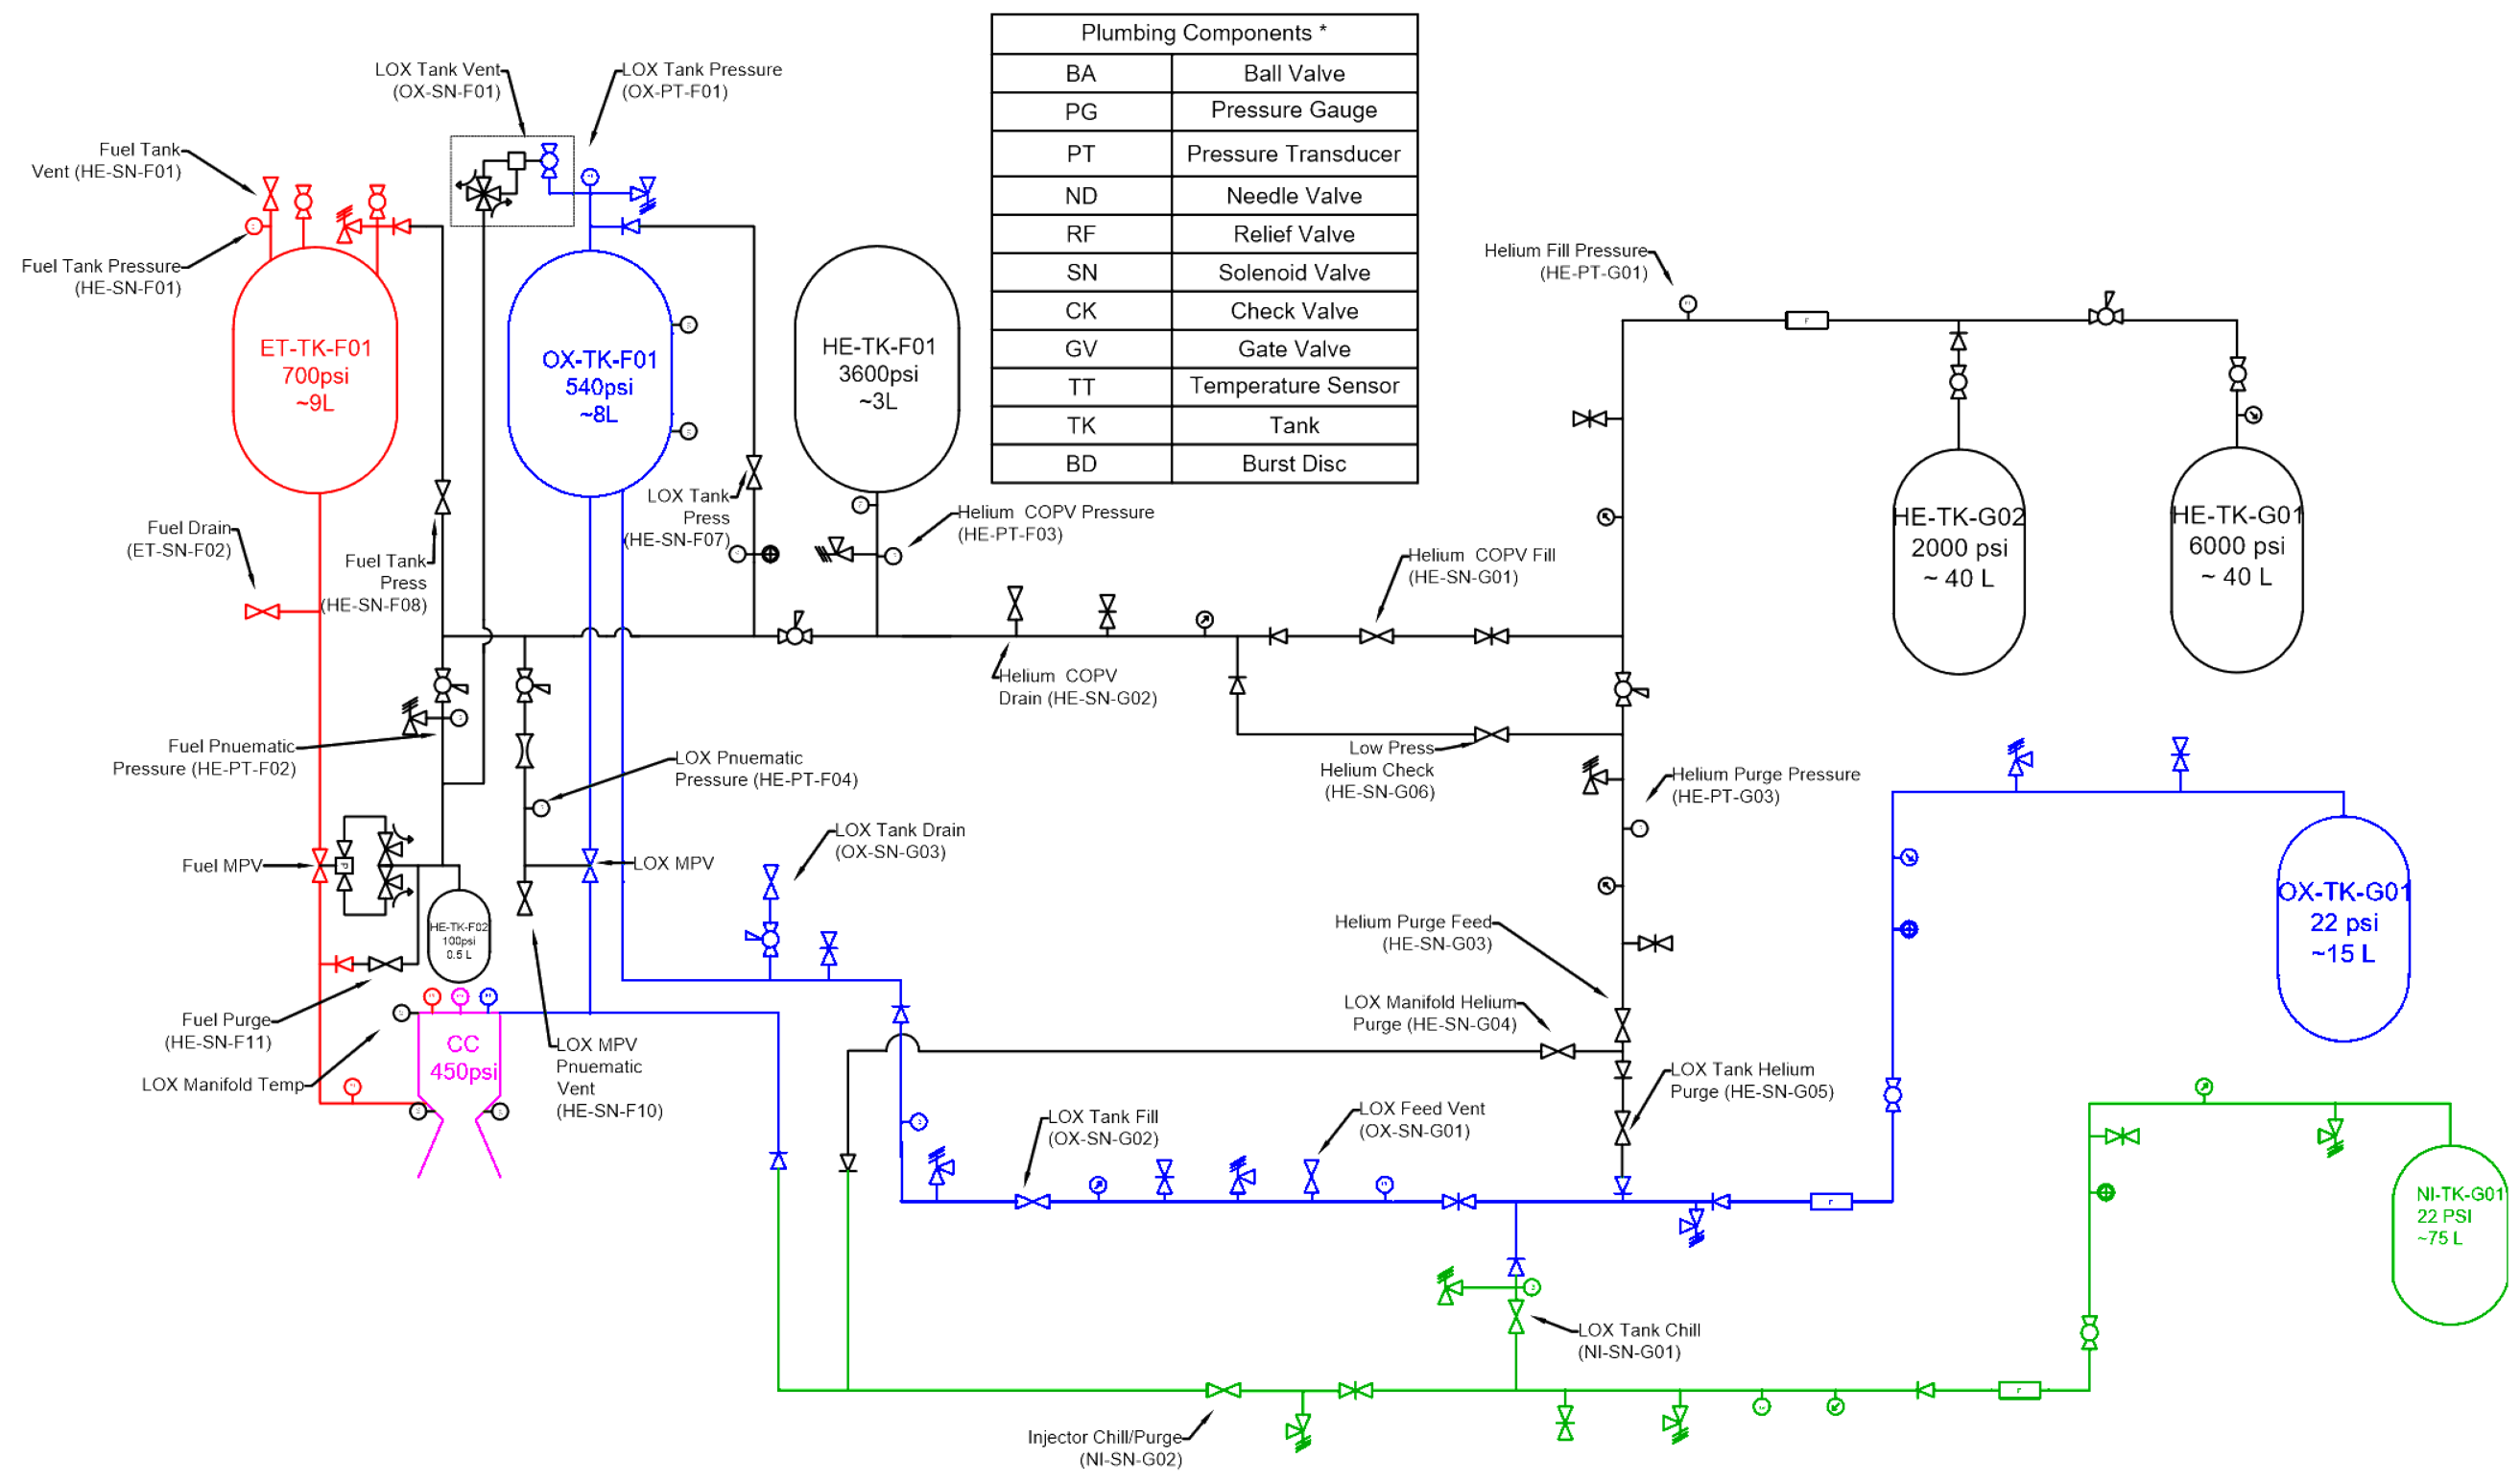 Plumbing Components *
BA Ball Valve
PG Pressure Gauge
PT Pressure Transducer
ND Needle Valve
RF Relief Valve
SN Solenoid Valve
CK Check Valve
GV Gate Valve
TT Temperature Sensor
TK Tank
BD Burst Disc
LOX Tank Vent
(OX-SN-F01)
LOX Tank Pressure
(OX-PT-F01)
Fuel Tank
Vent (HE-SN-F01)
Fuel Tank Pressure
(HE-SN-F01)
ET-TK-F01
700psi
~9L
OX-TK-F01
540psi
~8L
HE-TK-F01
3600psi
~3L
Helium Fill Pressure
(HE-PT-G01)
HE-TK-G02
2000 psi
~ 40 L
HE-TK-G01
6000 psi
~ 40 L
Fuel Drain
(ET-SN-F02)
Fuel Tank
Press
(HE-SN-F08)
LOX Tank
Press
(HE-SN-F07)
Helium COPV Pressure
(HE-PT-F03)
Helium COPV Fill
(HE-SN-G01)
Helium COPV
Drain (HE-SN-G02)
Low Press
Helium Check
(HE-SN-G06)
Fuel Pnuematic
Pressure (HE-PT-F02)
LOX Pnuematic
Pressure (HE-PT-F04)
Helium Purge Pressure
(HE-PT-G03)
Fuel MPV
P
LOX MPV
LOX Tank Drain
(OX-SN-G03)
HE-TK-F02
100psi
0.5 L
OX-TK-G01
22 psi
~15 L
Helium Purge Feed
(HE-SN-G03)
LOX Manifold Helium
Purge (HE-SN-G04)
Fuel Purge
(HE-SN-F11)
LOX Manifold Temp
CC
450psi
LOX MPV
Pnuematic
Vent
(HE-SN-F10)
LOX Tank Helium
Purge (HE-SN-G05)
LOX Tank Fill
(OX-SN-G02)
LOX Feed Vent
(OX-SN-G01)
NI-TK-G01
22 PSI
~75 L
LOX Tank Chill
(NI-SN-G01)
Injector Chill/Purge
(NI-SN-G02)